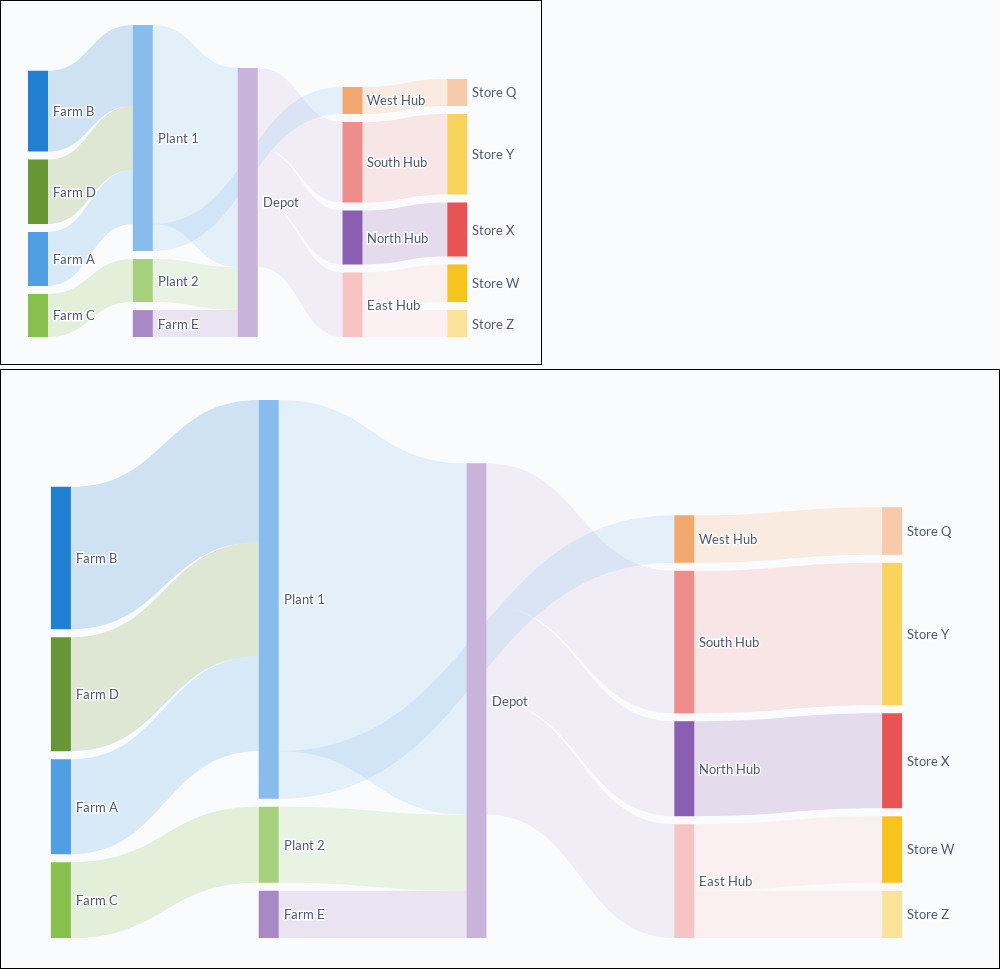 Farm B
Farm D
Farm A
Farm C
Plant 1
Plant 2
Farm E
Depot
West Hub
South Hub
North Hub
East Hub
Store Q
Store Y
Store X
Store W
Store Z
Farm B
Farm D
Farm A
Farm C
Plant 1
Plant 2
Farm E
Depot
West Hub
South Hub
North Hub
East Hub
Store Q
Store Y
Store X
Store W
Store Z